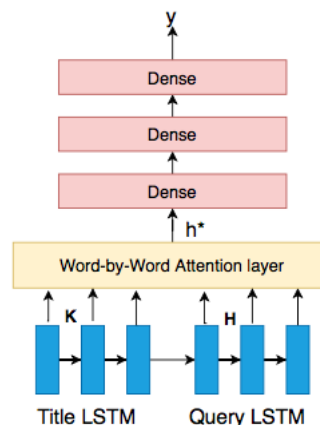 y
Dense
Dense
Dense
h*
Word-by-Word Attention layer
K H
Title LSTM Query LSTM